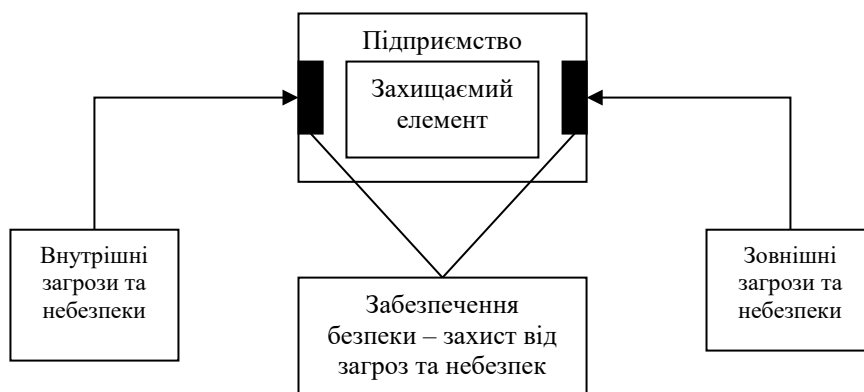 Підприємство
Захищаємий
елемент
Внутрішні
загрози та
небезпеки
Зовнішні
загрози та
небезпеки
Забезпечення
безпеки – захист від
загроз та небезпек